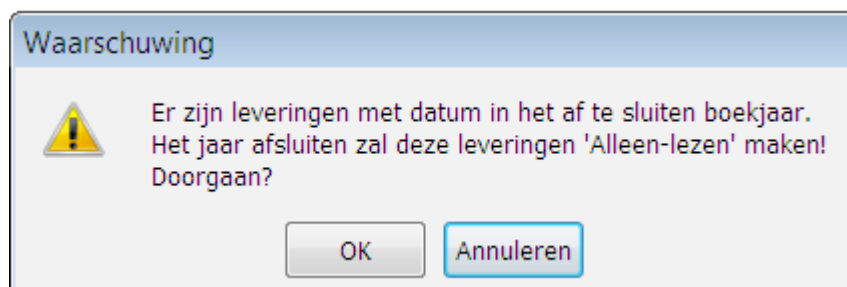 Waarschuwing
Er zijn leveringen met datum in het af te sluiten boekjaar.
Het jaar afsluiten zal deze leveringen 'Alleen-lezen' maken!
Doorgaan?
OK
Annuleren